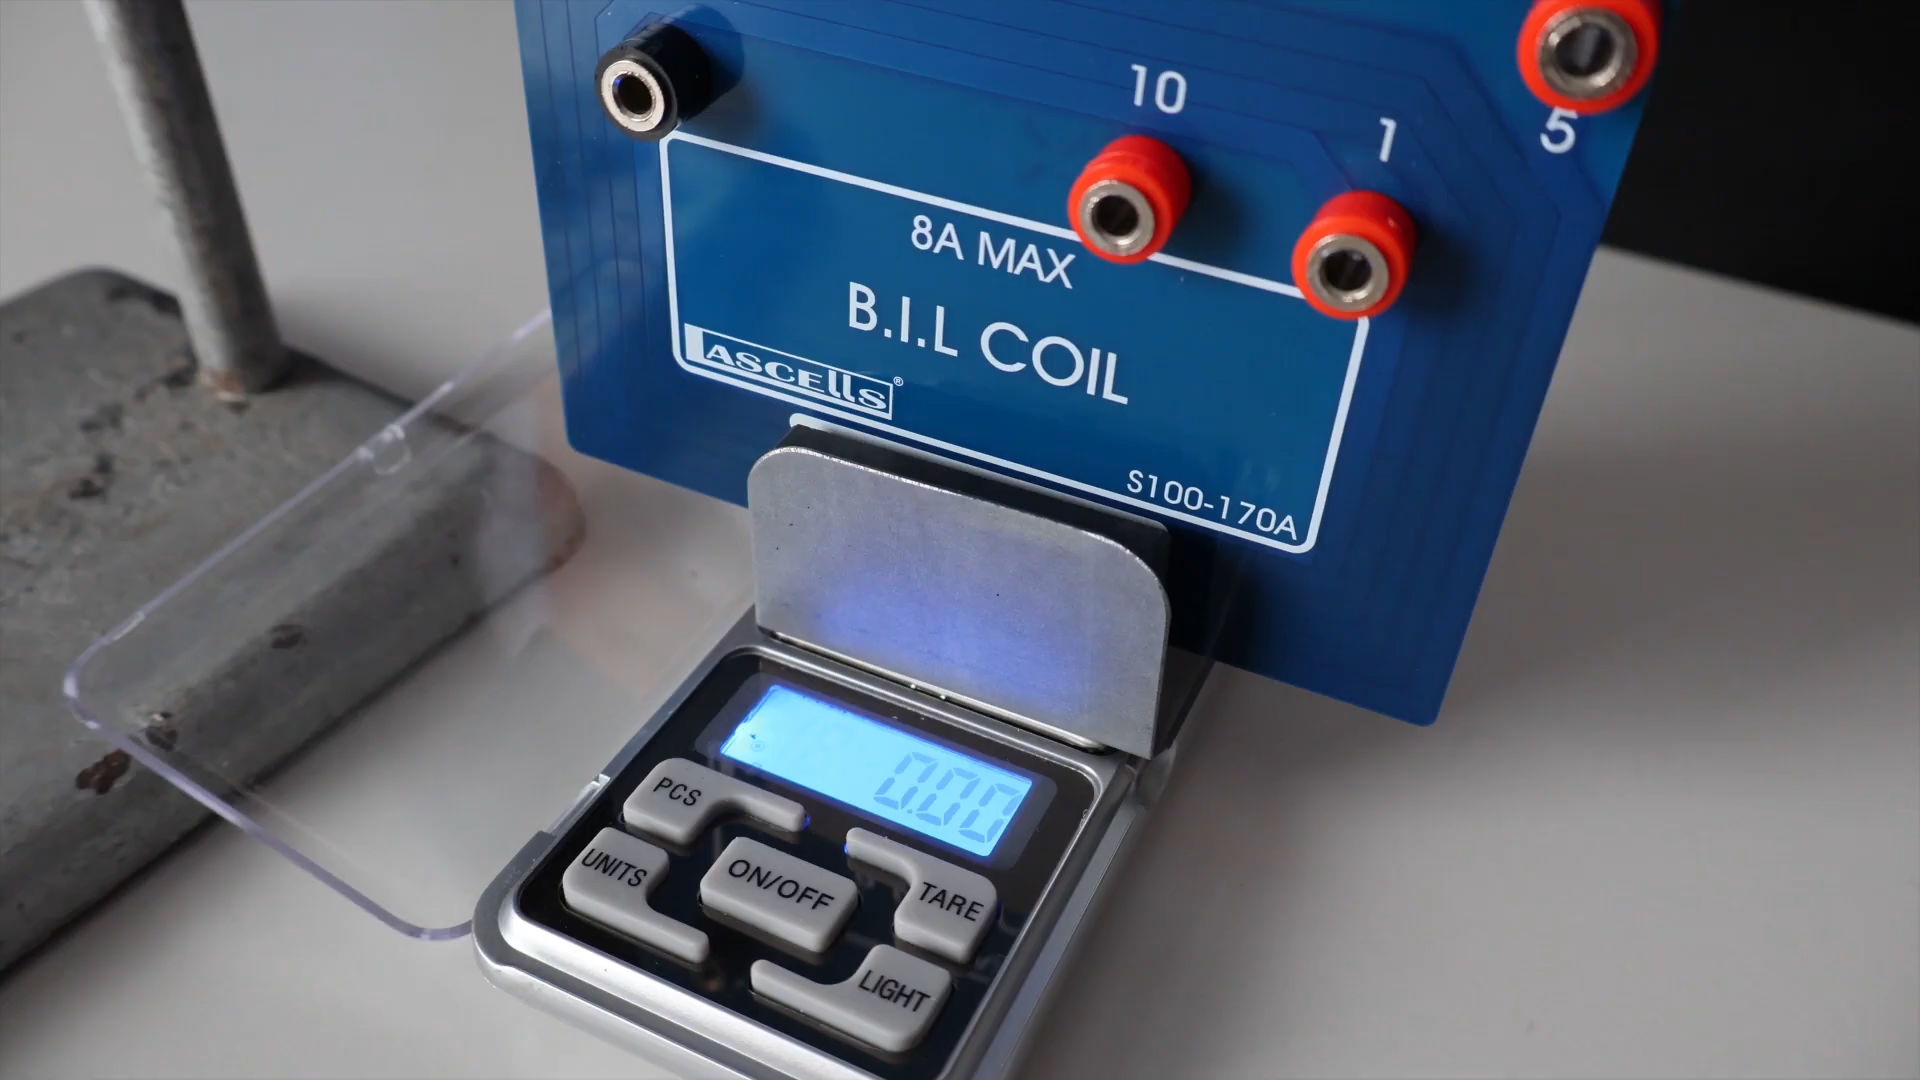 10
1
5
8A MAX
B.I.L COIL
LASCELLS®
S100-170A
0.00
PCS
UNITS
ON/OFF
TARE
LIGHT